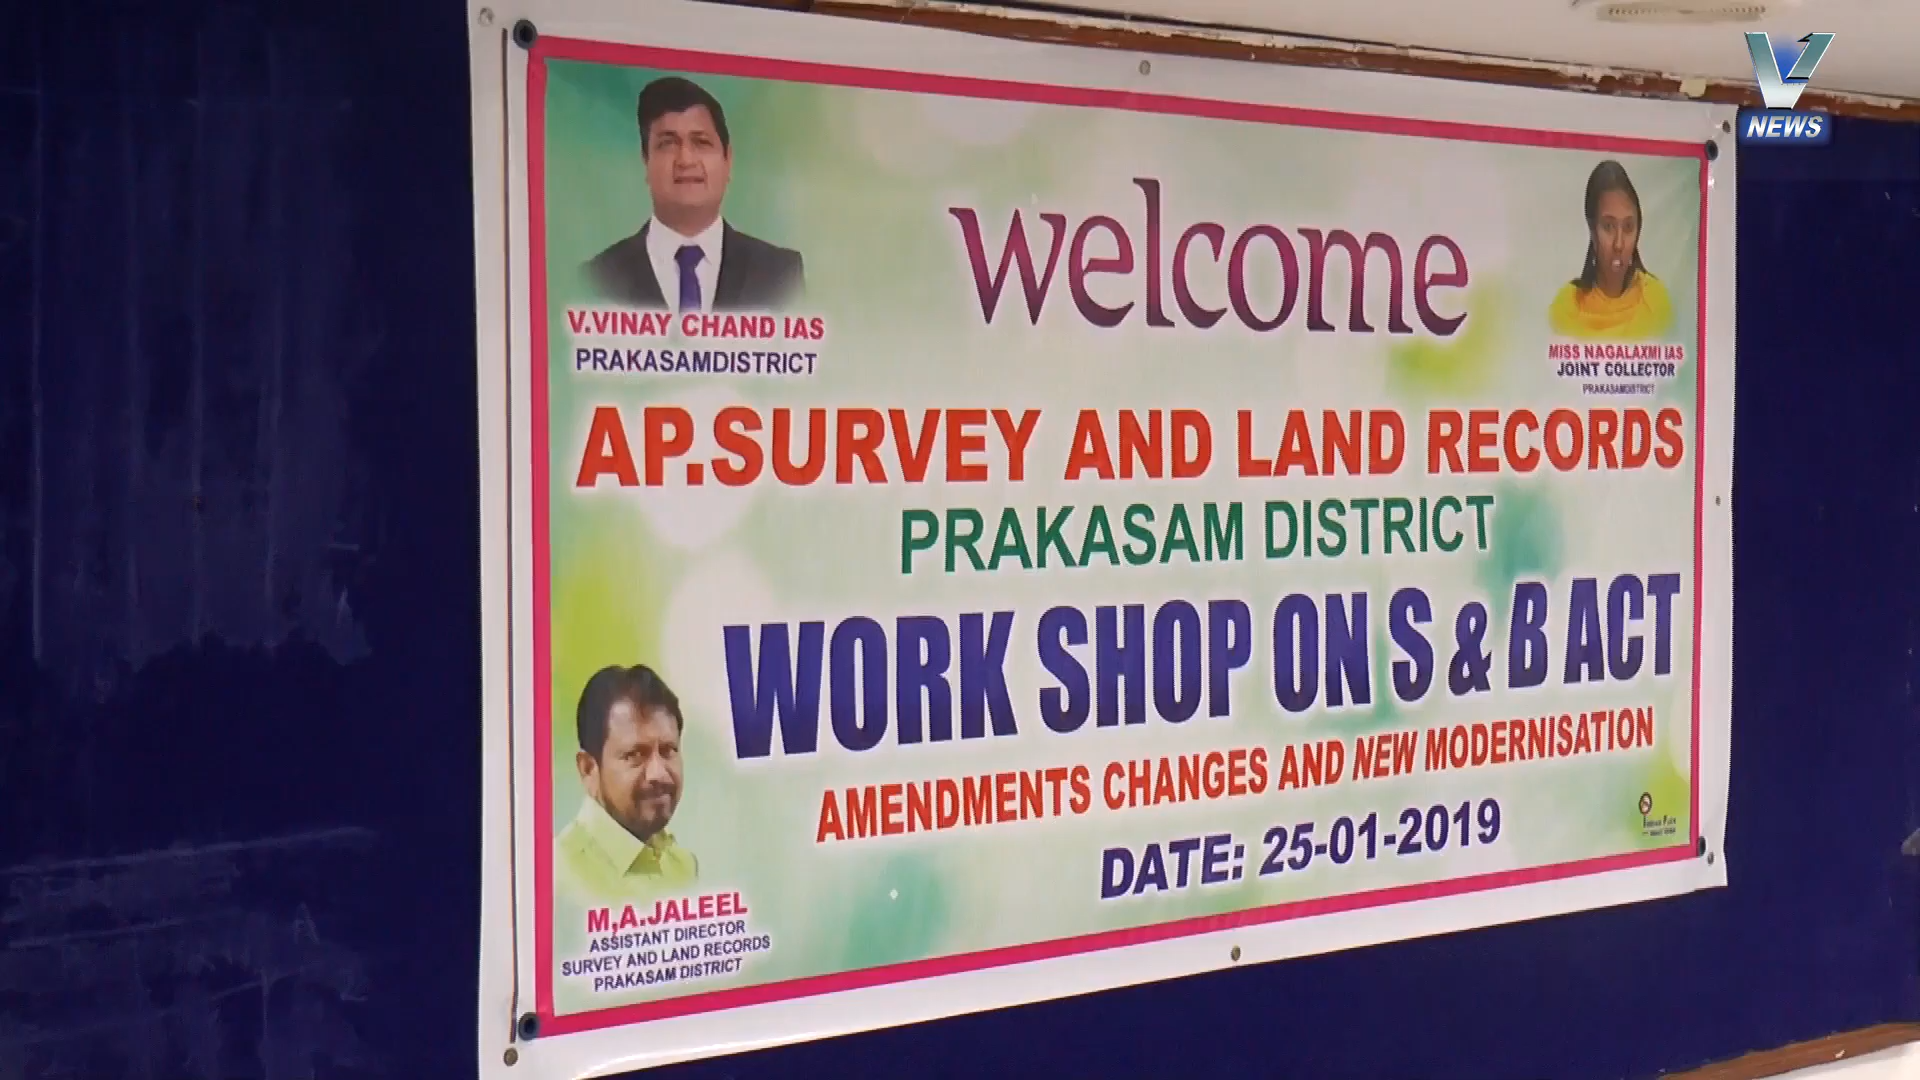 V NEWS
welcome
V.VINAY CHAND IAS
PRAKASAMDISTRICT
MISS NAGALAXMI IAS
JOINT COLLECTOR
PRAKASAMDISTRICT
AP.SURVEY AND LAND RECORDS
PRAKASAM DISTRICT
WORK SHOP ON S & B ACT
AMENDMENTS CHANGES AND NEW MODERNISATION
DATE: 25-01-2019
M,A.JALEEL
ASSISTANT DIRECTOR
SURVEY AND LAND RECORDS
PRAKASAM DISTRICT